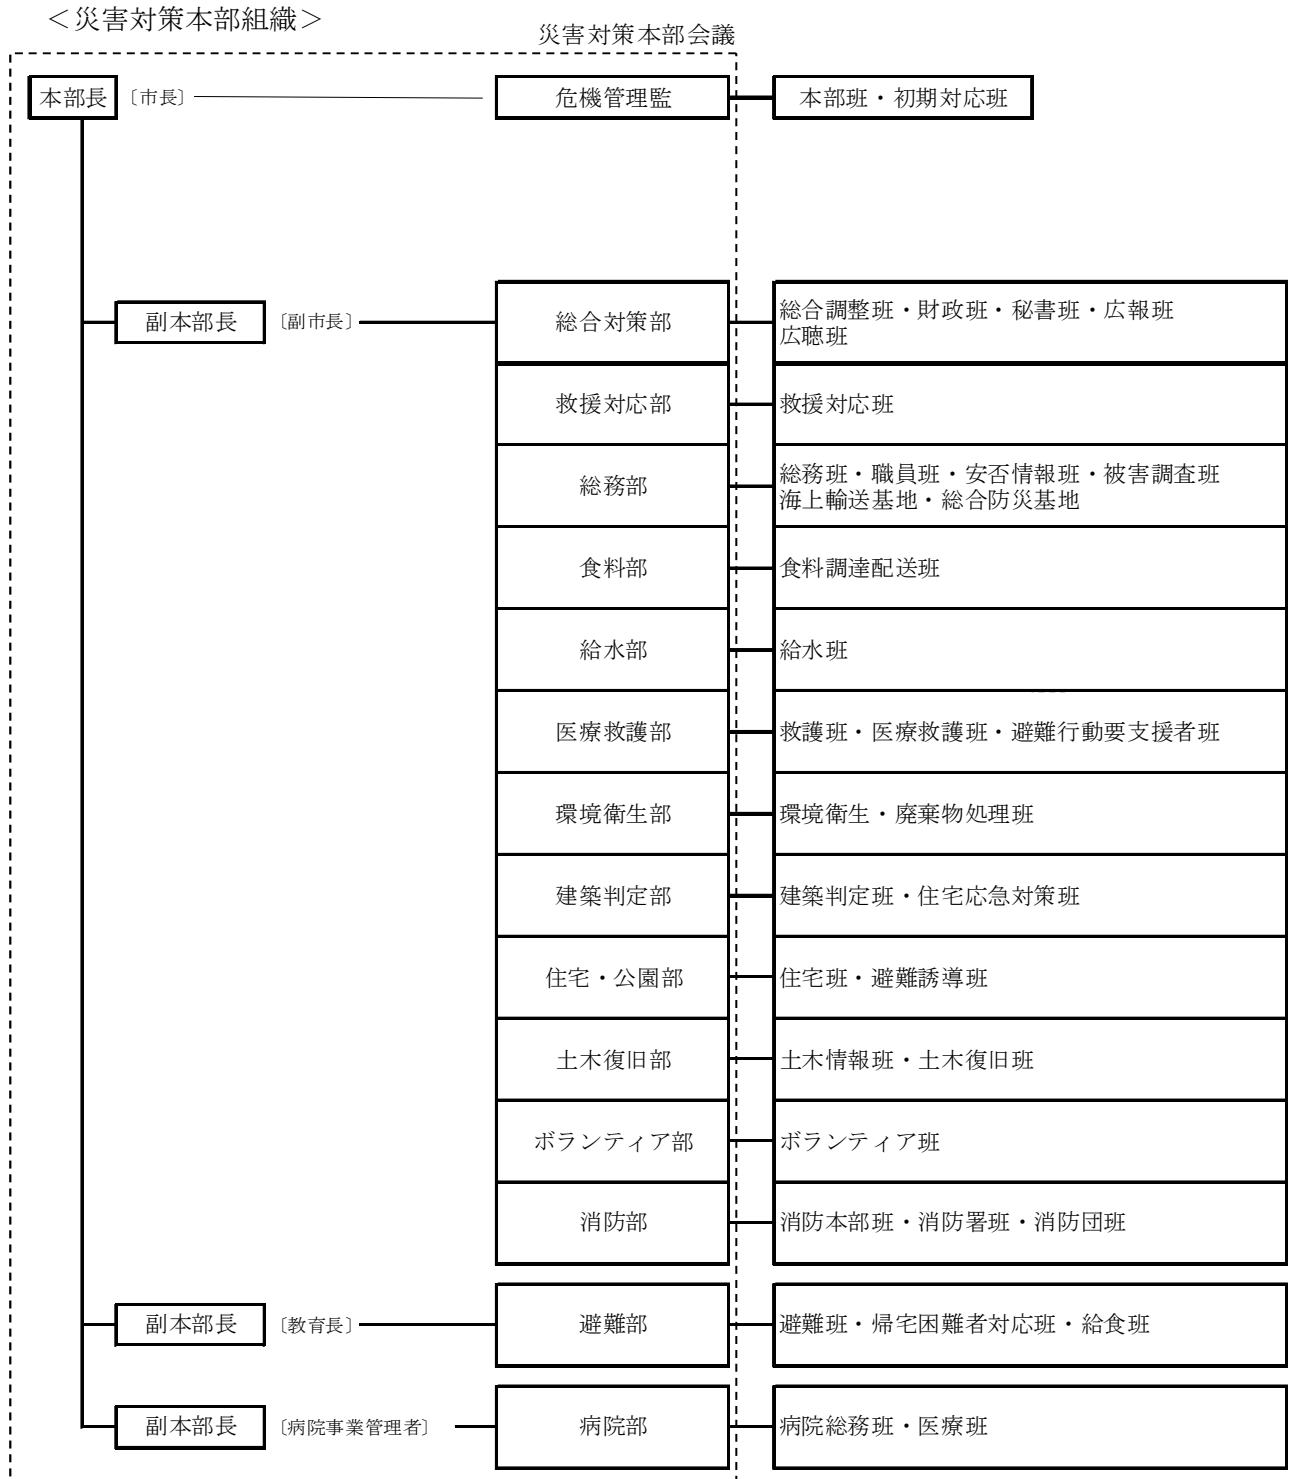 ＜災害対策本部組織＞
災害対策本部会議
本部長 〔市長〕 危機管理監 本部班・初期対応班
副本部長 〔副市長〕 総合対策部 総合調整班・財政班・秘書班・広報班
広聴班
救援対応部 救援対応班
総務部 総務班・職員班・安否情報班・被害調査班
海上輸送基地・総合防災基地
食料部 食料調達配送班
給水部 給水班
医療救護部 救護班・医療救護班・避難行動要支援者班
環境衛生部 環境衛生・廃棄物処理班
建築判定部 建築判定班・住宅応急対策班
住宅・公園部 住宅班・避難誘導班
土木復旧部 土木情報班・土木復旧班
ボランティア部 ボランティア班
消防部 消防本部班・消防署班・消防団班
副本部長 〔教育長〕 避難部 避難班・帰宅困難者対応班・給食班
副本部長 〔病院事業管理者〕 病院部 病院総務班・医療班